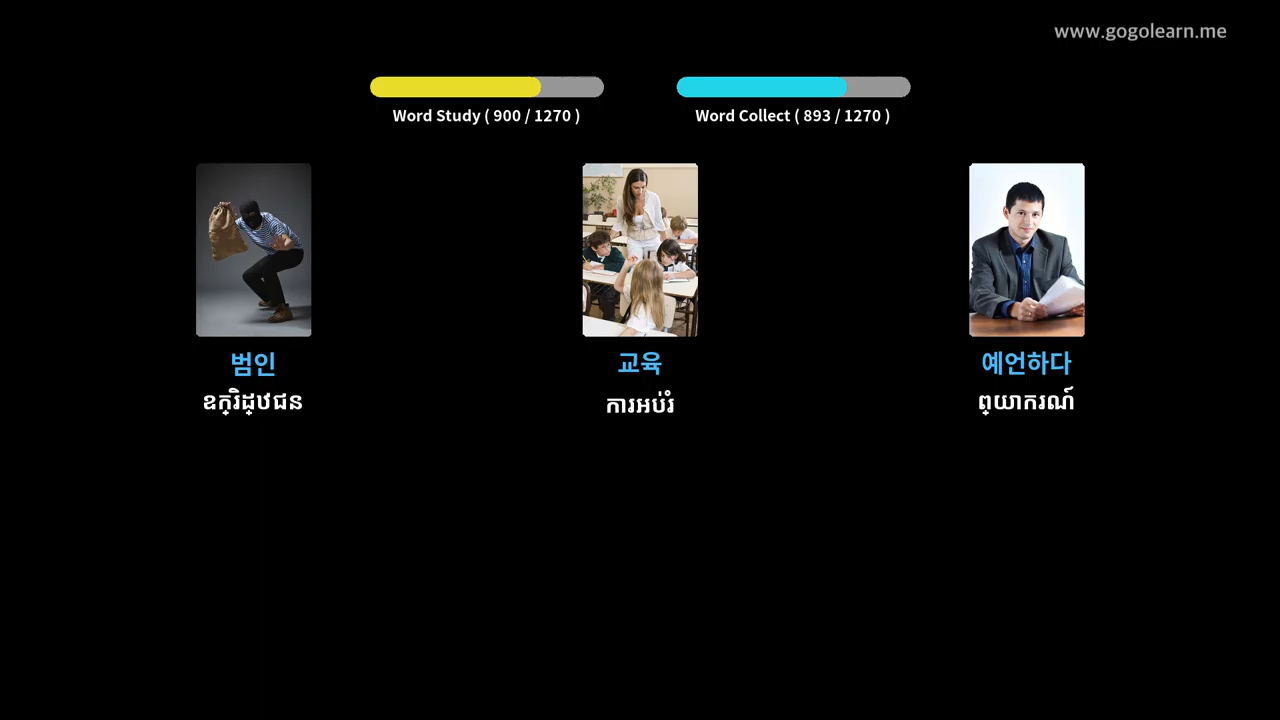 www.gogolearn.me
Word Study ( 900 / 1270 )
Word Collect ( 893 / 1270 )
범인
교육
예언하다
ឧក្រិដ្ឋជន
ការអប់រំ
ព្យាករណ៍